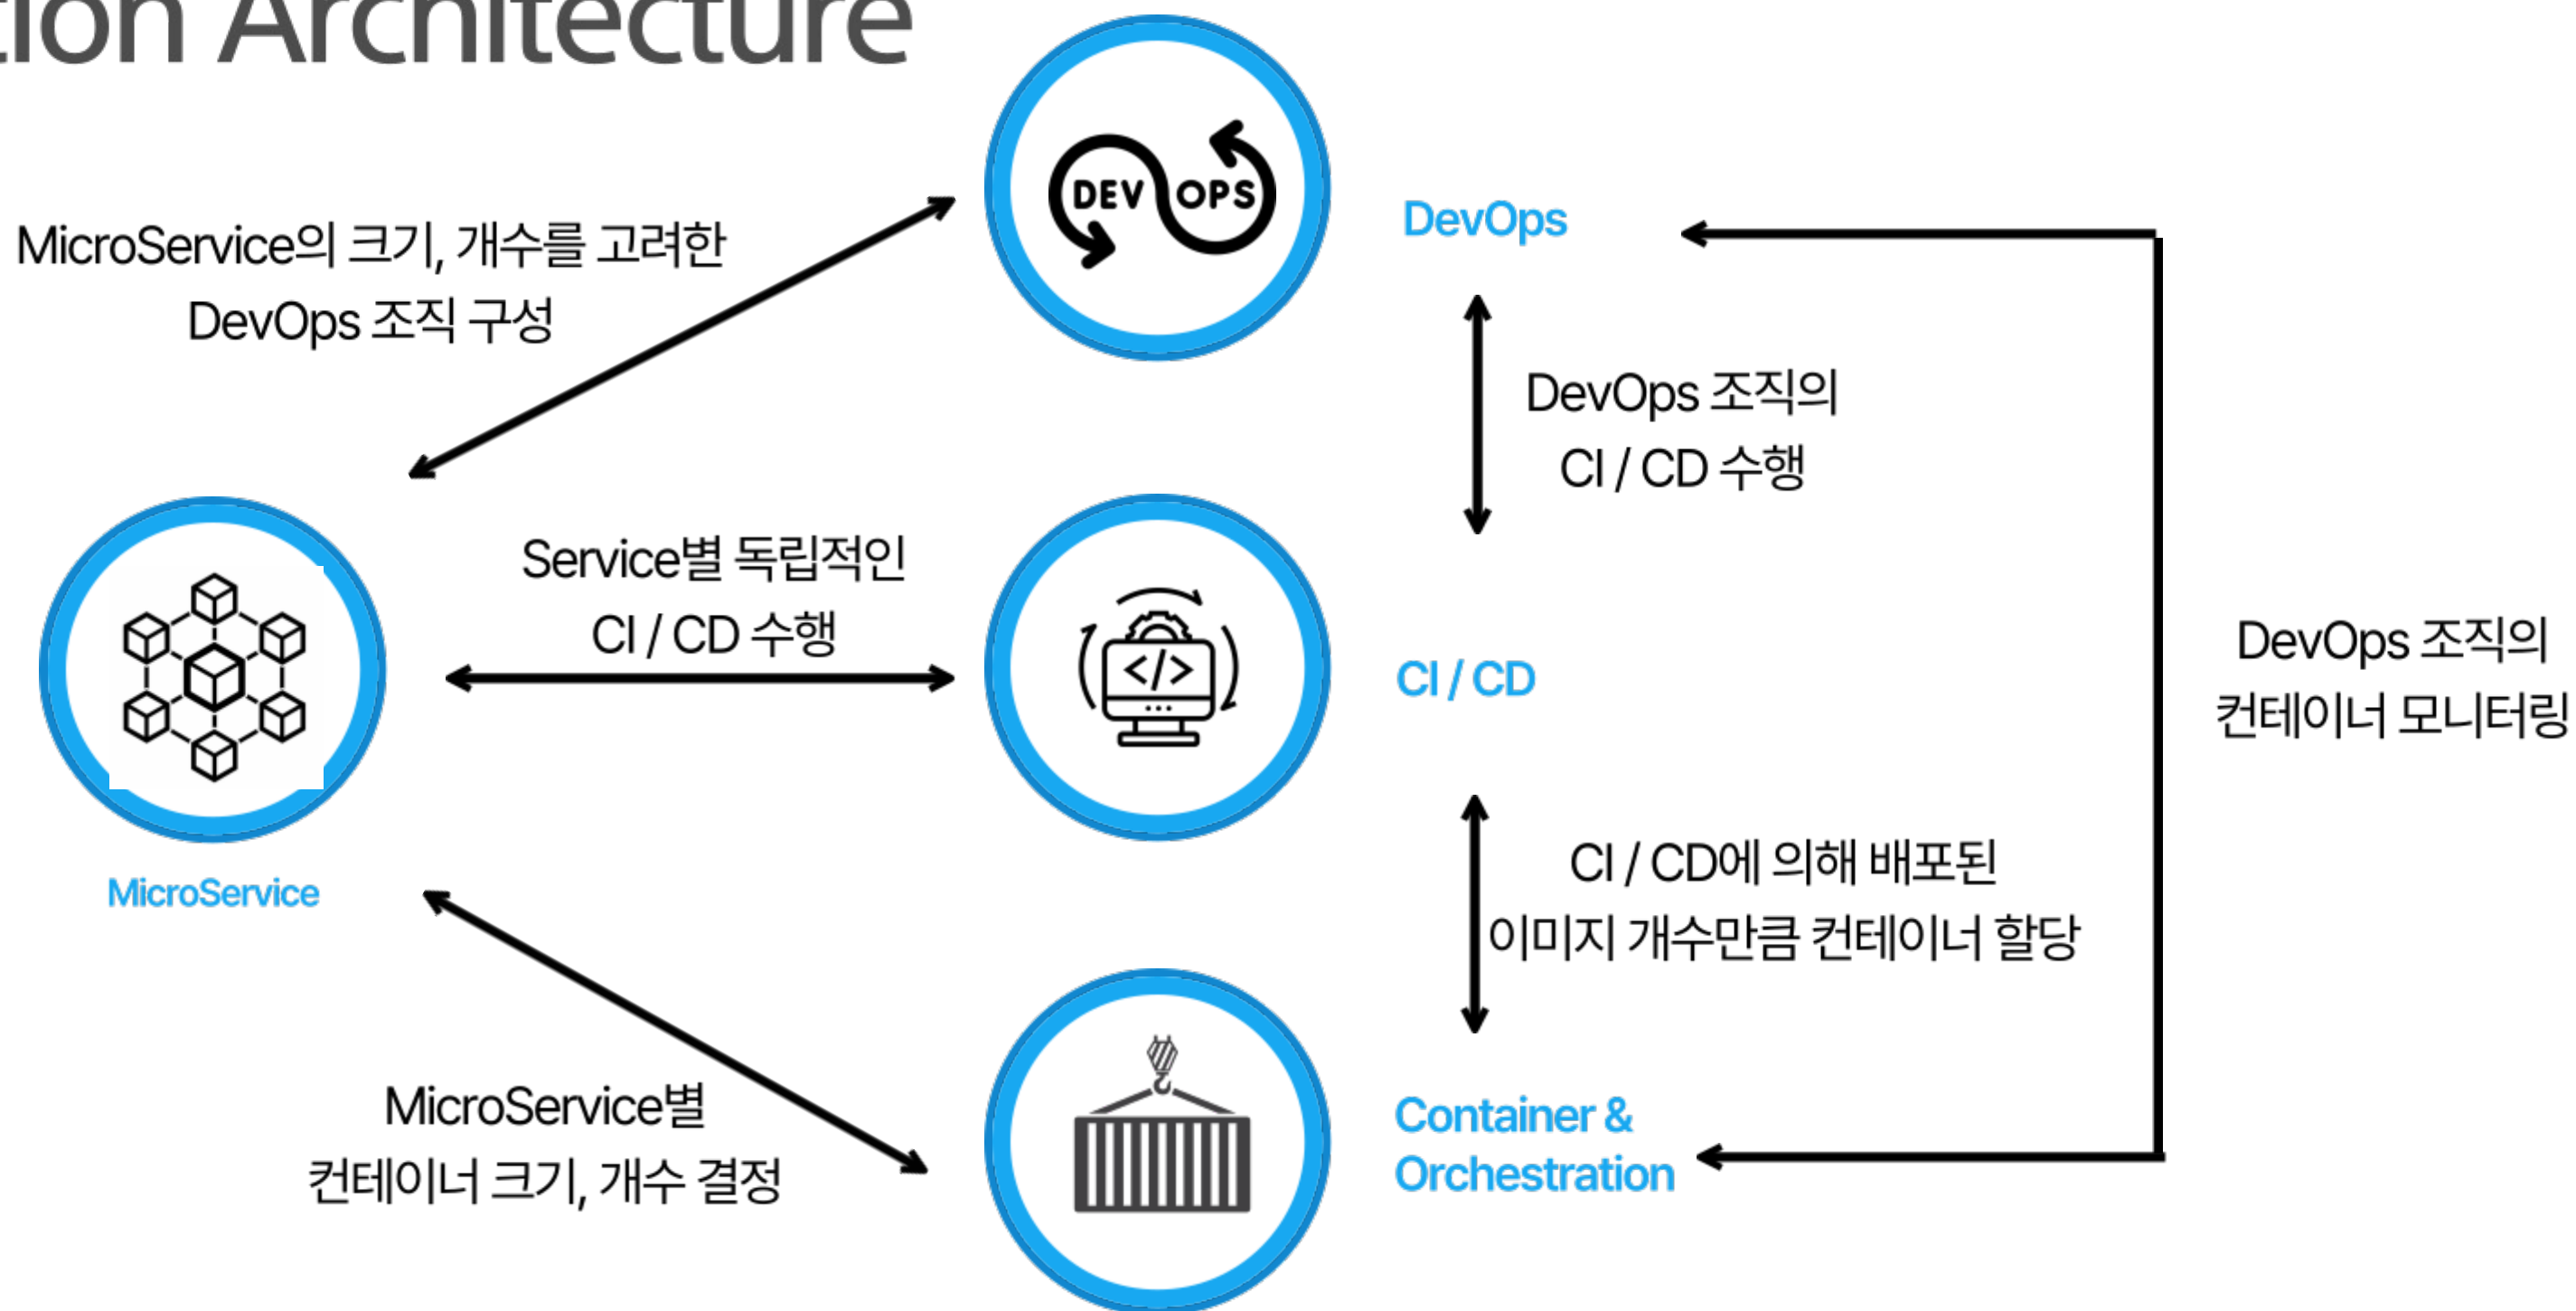 tion Architecture
DEV OPS
DevOps
MicroService의 크기, 개수를 고려한
DevOps 조직 구성
DevOps 조직의
CI / CD 수행
Service별 독립적인
CI / CD 수행
</>
CI / CD
DevOps 조직의
컨테이너 모니터링
MicroService
CI / CD에 의해 배포된
이미지 개수만큼 컨테이너 할당
MicroService별
컨테이너 크기, 개수 결정
Container &
Orchestration